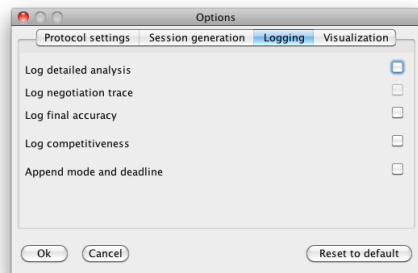 Options
Protocol settings Session generation Logging Visualization
Log detailed analysis
Log negotiation trace
Log final accuracy
Log competitiveness
Append mode and deadline
Ok Cancel Reset to default